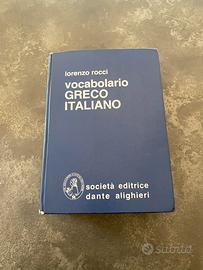 lorenzo rocci
vocabolario
GRECO
ITALIANO
società editrice
dante alighieri
subito